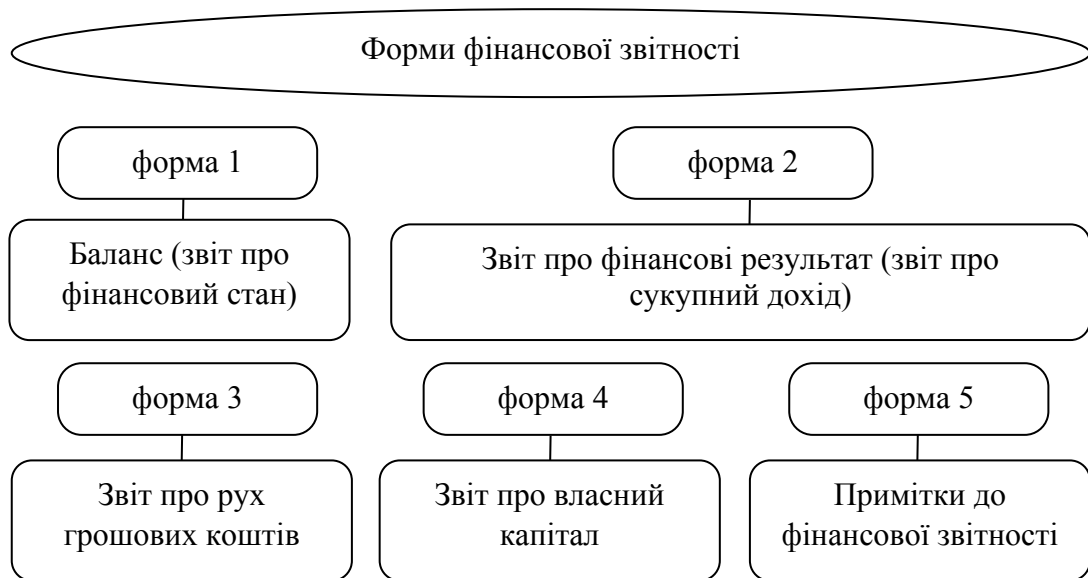 Форми фінансової звітності
форма 1
форма 2
Баланс (звіт про
фінансовий стан)
Звіт про фінансові результат (звіт про
сукупний дохід)
форма 3
форма 4
форма 5
Звіт про рух
грошових коштів
Звіт про власний
капітал
Примітки до
фінансової звітності